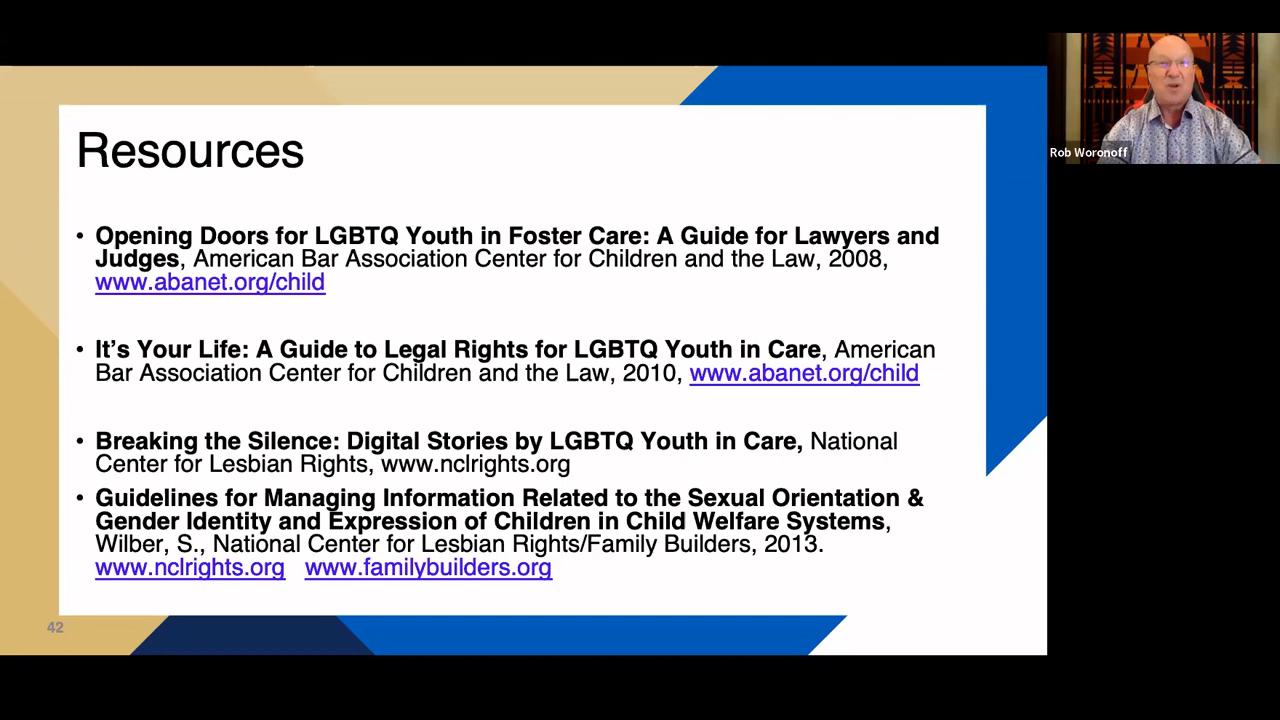 Resources
• Opening Doors for LGBTQ Youth in Foster Care: A Guide for Lawyers and
Judges, American Bar Association Center for Children and the Law, 2008,
www.abanet.org/child
• It’s Your Life: A Guide to Legal Rights for LGBTQ Youth in Care, American
Bar Association Center for Children and the Law, 2010, www.abanet.org/child
• Breaking the Silence: Digital Stories by LGBTQ Youth in Care, National
Center for Lesbian Rights, www.nclrights.org
• Guidelines for Managing Information Related to the Sexual Orientation &
Gender Identity and Expression of Children in Child Welfare Systems,
Wilber, S., National Center for Lesbian Rights/Family Builders, 2013.
www.nclrights.org www.familybuilders.org
42
Rob Woronoff